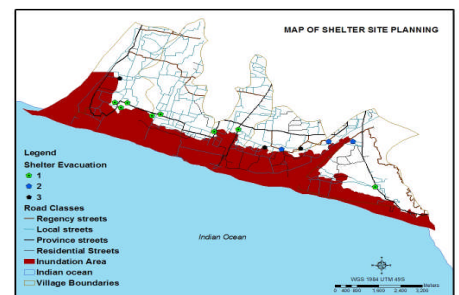 MAP OF SHELTER SITE PLANNING
Legend
Shelter Evacuation
1
2
3
Road Classes
Regency streets
Local streets
Province streets
Residential Streets
Inundation Area
Indian ocean
Village Boundaries
Indian Ocean
WGS 1984 UTM 49S
0 400 800 1.600 2.400 3.200
Meters